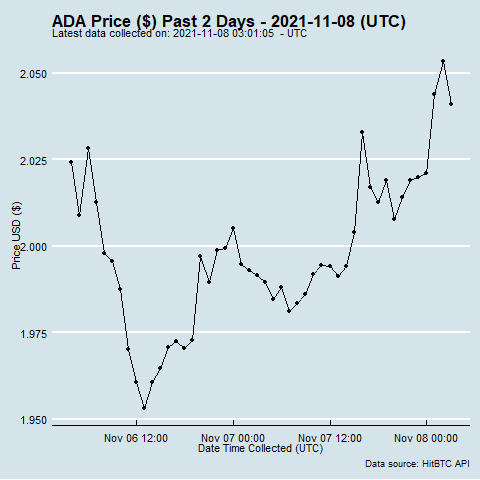 ADA Price ($) Past 2 Days - 2021-11-08 (UTC)
Latest data collected on: 2021-11-08 03:01:05 - UTC
2.050
2.025
2.000
1.975
1.950
Price USD ($)
Nov 06 12:00 Nov 07 00:00 Nov 07 12:00 Nov 08 00:00
Date Time Collected (UTC)
Data source: HitBTC API